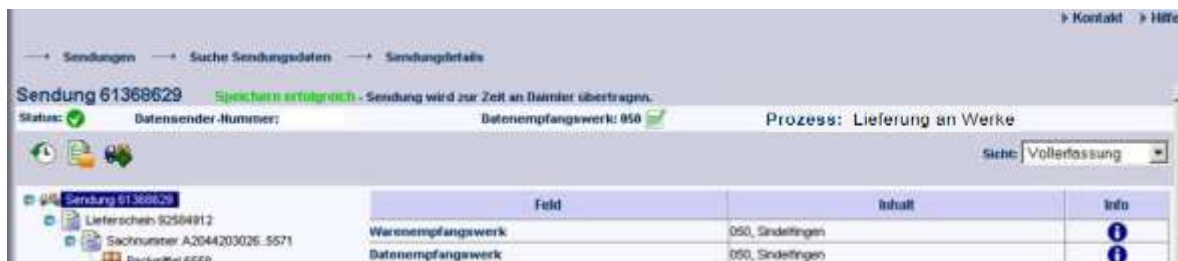 Kontakt Hilfe
Sendungen Suche Sendungsdaten Sendungdetails
Sendung 61368629 Speichern erfolgreich - Sendung wird zur Zeit an Daimler übertragen.
Status: Datensender-Nummer: Datenempfangswerk: 050 Prozess: Lieferung an Werke
Sicht: Vollerfassung
Sendung 61368629 Feld Inhalt Info
Lieferschein 92584912
Warenempfangswerk 050, Sindelfingen
Sachnummer A2044203026..5571
Datenempfangswerk 050, Sindelfingen
Packmittel 6558